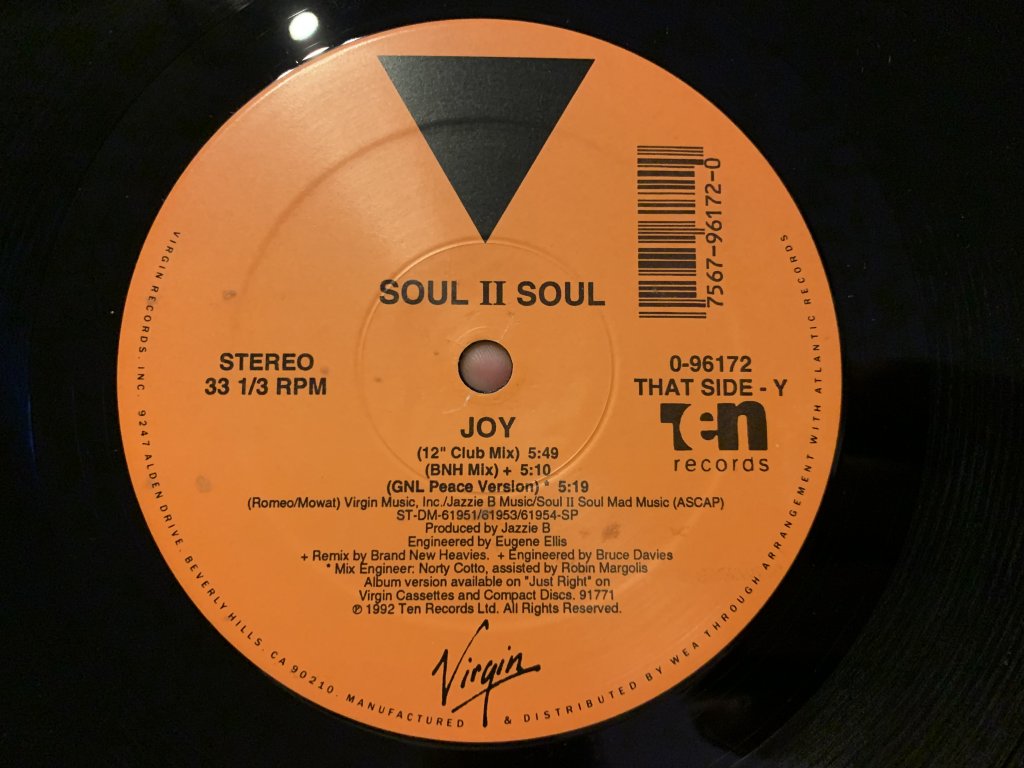 7567-96172-0
SOUL II SOUL
STEREO
33 1/3 RPM
0-96172
THAT SIDE - Y
Ten
records
JOY
(12" Club Mix) 5:49
(BNH Mix) + 5:10
(GNL Peace Version) * 5:19
(Romeo/Mowat) Virgin Music, Inc./Jazzie B Music/Soul II Soul Mad Music (ASCAP)
ST-DM-61951/61953/61954-SP
Produced by Jazzie B
Engineered by Eugene Ellis
+ Remix by Brand New Heavies. + Engineered by Bruce Davies
* Mix Engineer: Norty Cotto, assisted by Robin Margolis
Album version available on "Just Right" on
Virgin Cassettes and Compact Discs. 91771
℗ 1992 Ten Records Ltd. All Rights Reserved.
Virgin
VIRGIN RECORDS, INC. 9247 ALDEN DRIVE. BEVERLY HILLS. CA 90210. MANUFACTURED & DISTRIBUTED BY WEA THROUGH ARRANGEMENT WITH ATLANTIC RECORDS